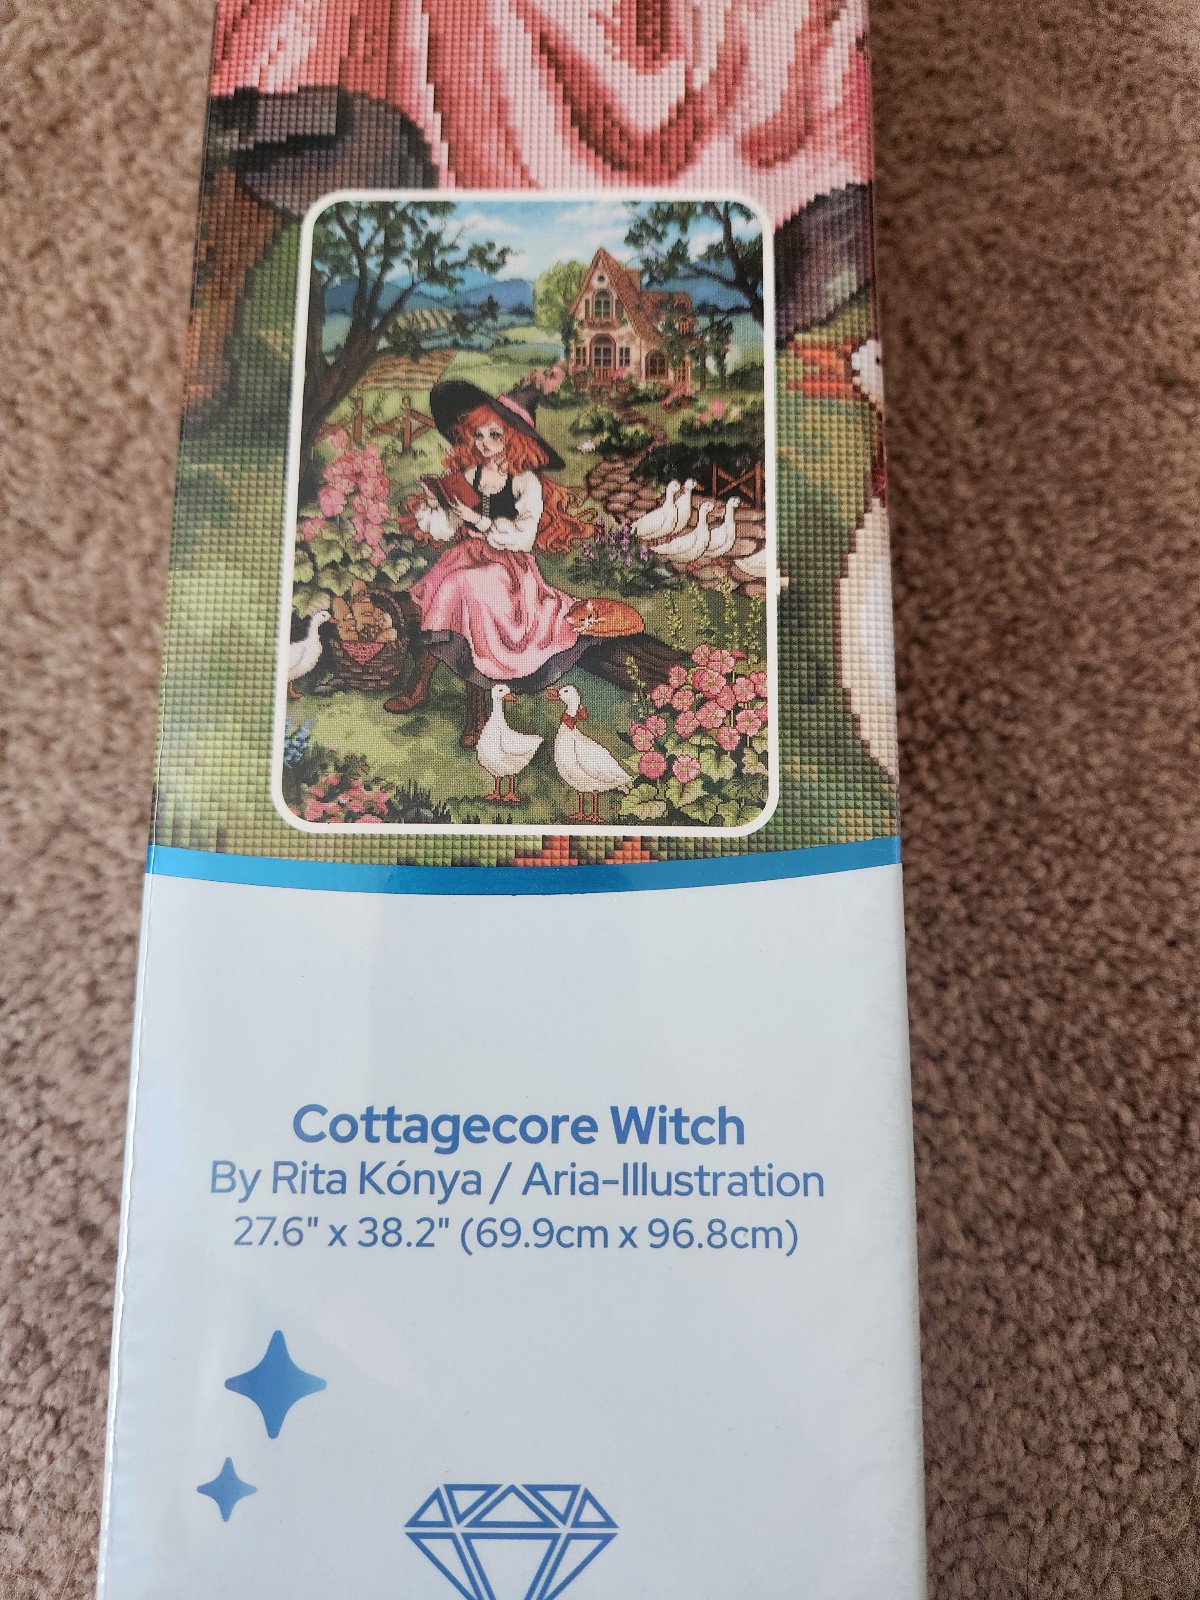 Cottagecore Witch
By Rita Kónya / Aria-Illustration
27.6" x 38.2" (69.9cm x 96.8cm)